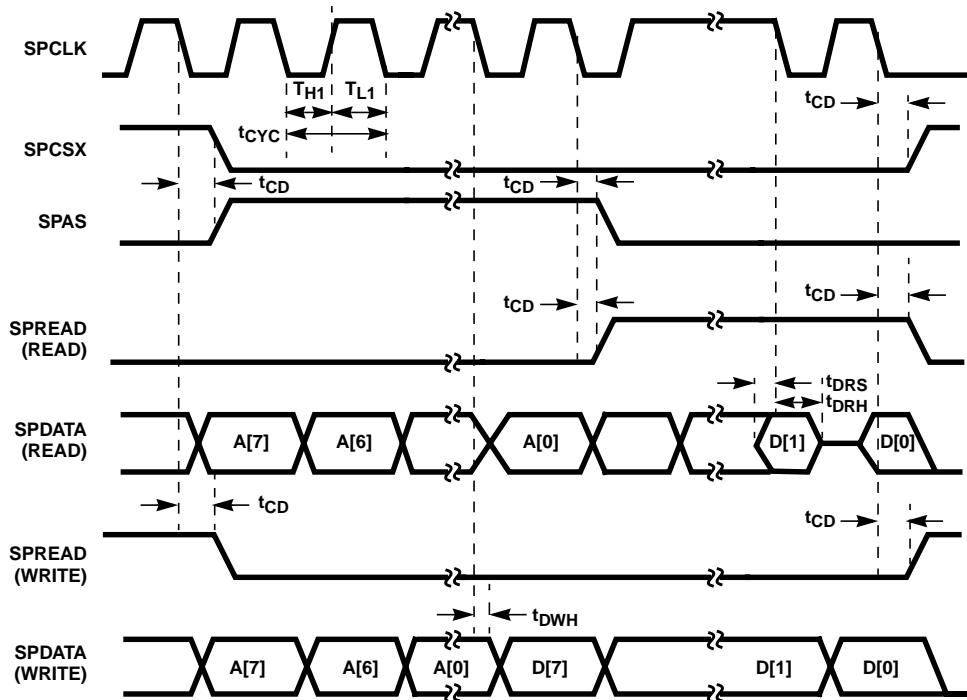 SPCLK
T_H1 T_L1
t_CD
t_CYC
SPCSX
t_CD
t_CD
SPAS
t_CD
t_CD
SPREAD
(READ)
t_DRS
t_DRH
SPDATA
(READ)
A[7] A[6] A[0] D[1] D[0]
t_CD
t_CD
SPREAD
(WRITE)
t_DWH
SPDATA
(WRITE)
A[7] A[6] A[0] D[7] D[1] D[0]